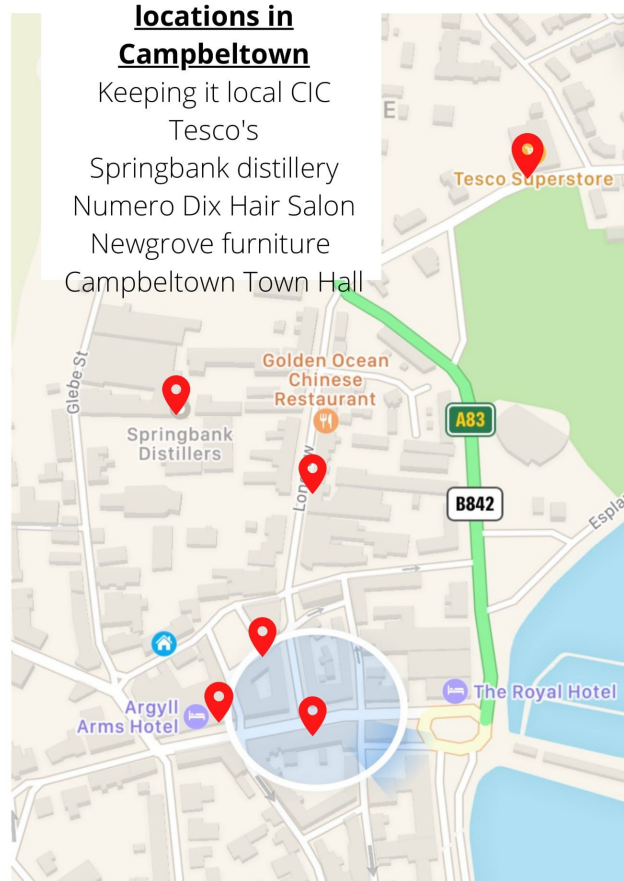 locations in
Campbeltown
Keeping it local CIC
Tesco's
Springbank distillery
Numero Dix Hair Salon
Newgrove furniture
Campbeltown Town Hall
E
Tesco Superstore
Glebe St
Golden Ocean
Chinese
Restaurant
A83
Springbank
Distillers
B842
The Royal Hotel
Argyll
Arms Hotel